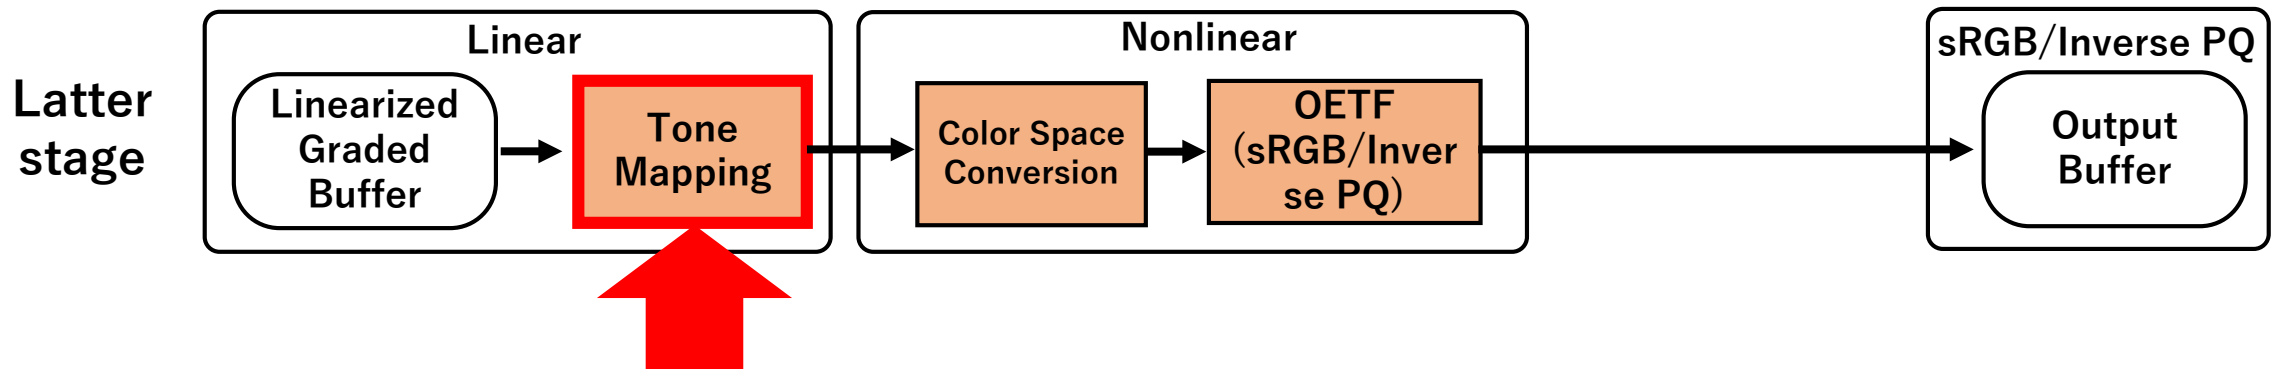 Latter
stage
Linear
Linearized
Graded
Buffer
Tone
Mapping
Nonlinear
Color Space
Conversion
OETF
(sRGB/Inver
se PQ)
sRGB/Inverse PQ
Output
Buffer